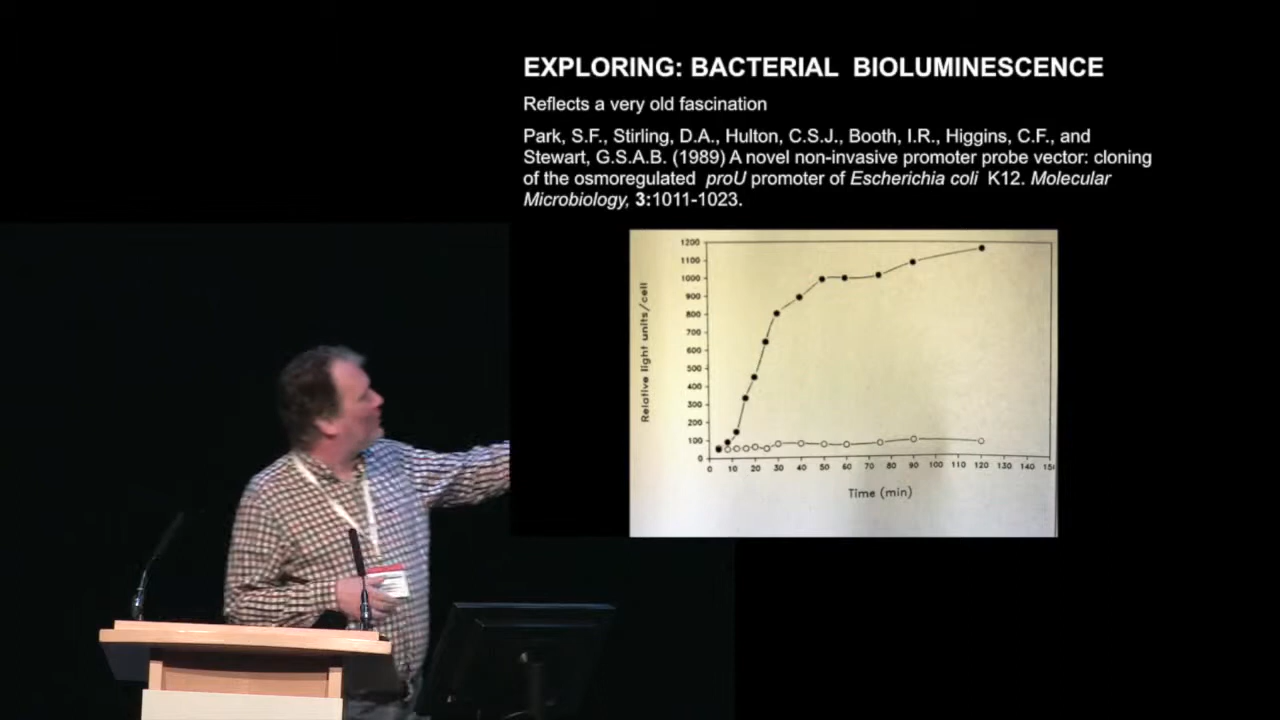 EXPLORING: BACTERIAL BIOLUMINESCENCE
Reflects a very old fascination
Park, S.F., Stirling, D.A., Hulton, C.S.J., Booth, I.R., Higgins, C.F., and
Stewart, G.S.A.B. (1989) A novel non-invasive promoter probe vector: cloning
of the osmoregulated proU promoter of Escherichia coli K12. Molecular
Microbiology, 3:1011-1023.
1200
1100
1000
900
800
700
600
500
400
300
200
100
0
Relative light units/cell
0 10 20 30 40 50 60 70 80 90 100 110 120 130 140
Time (min)